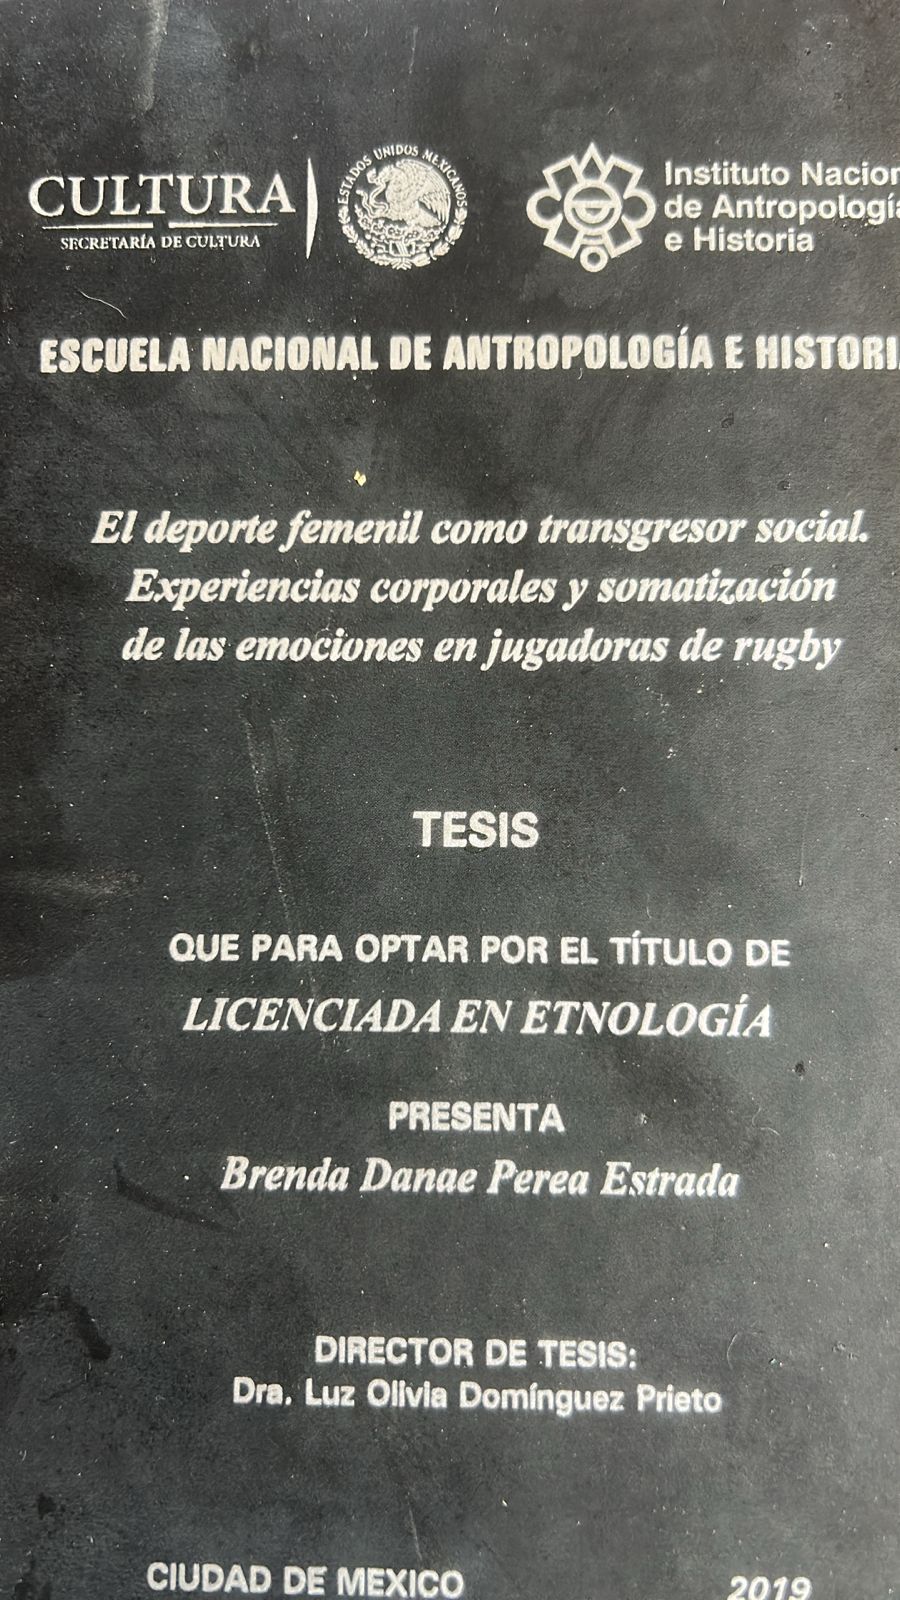 CULTURA
SECRETARÍA DE CULTURA
ESTADOS UNIDOS MEXICANOS
Instituto Nacion
de Antropología
e Historia
ESCUELA NACIONAL DE ANTROPOLOGÍA E HISTORI
El deporte femenil como transgresor social.
Experiencias corporales y somatización
de las emociones en jugadoras de rugby
TESIS
QUE PARA OPTAR POR EL TÍTULO DE
LICENCIADA EN ETNOLOGÍA
PRESENTA
Brenda Danae Perea Estrada
DIRECTOR DE TESIS:
Dra. Luz Olivia Domínguez Prieto
CIUDAD DE MEXICO 2019